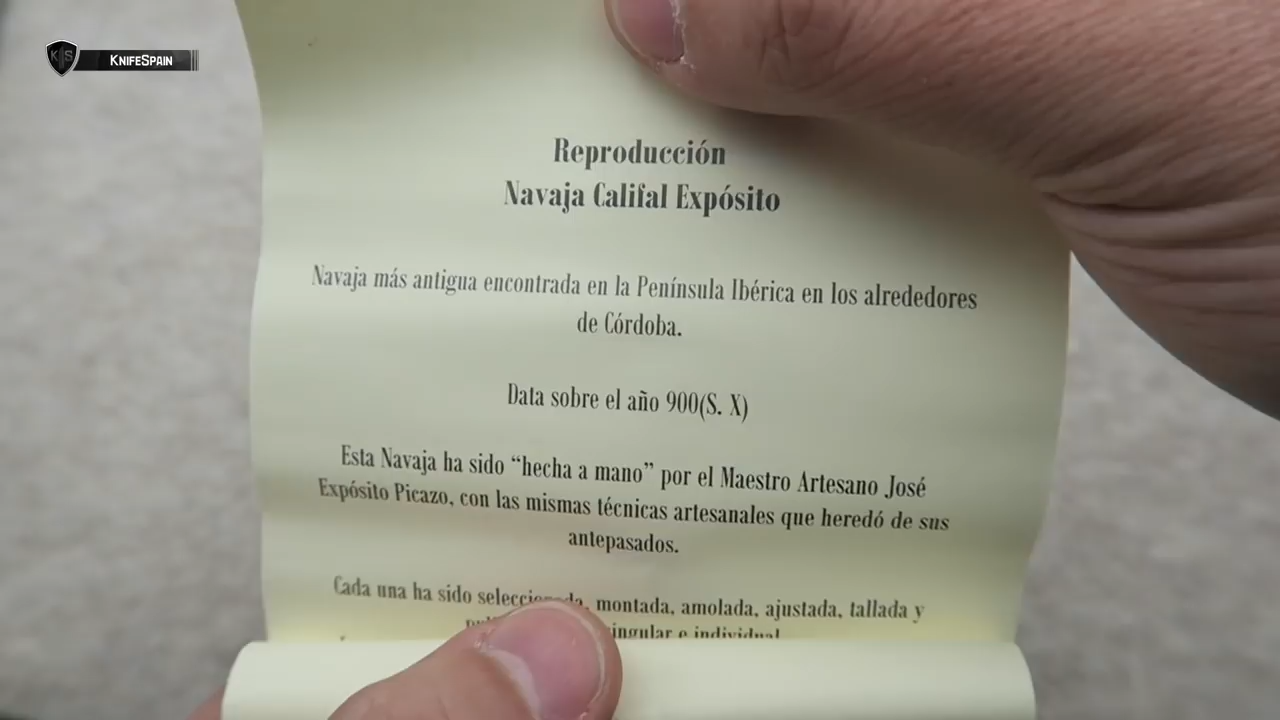 KS
KNIFESPAIN
Reproducción
Navaja Califal Expósito
Navaja más antigua encontrada en la Península Ibérica en los alrededores
de Córdoba.
Data sobre el año 900(S. X)
Esta Navaja ha sido “hecha a mano” por el Maestro Artesano José
Expósito Picazo, con las mismas técnicas artesanales que heredó de sus
antepasados.
Cada una ha sido seleccionada, montada, amolada, ajustada, tallada y
singular e individual